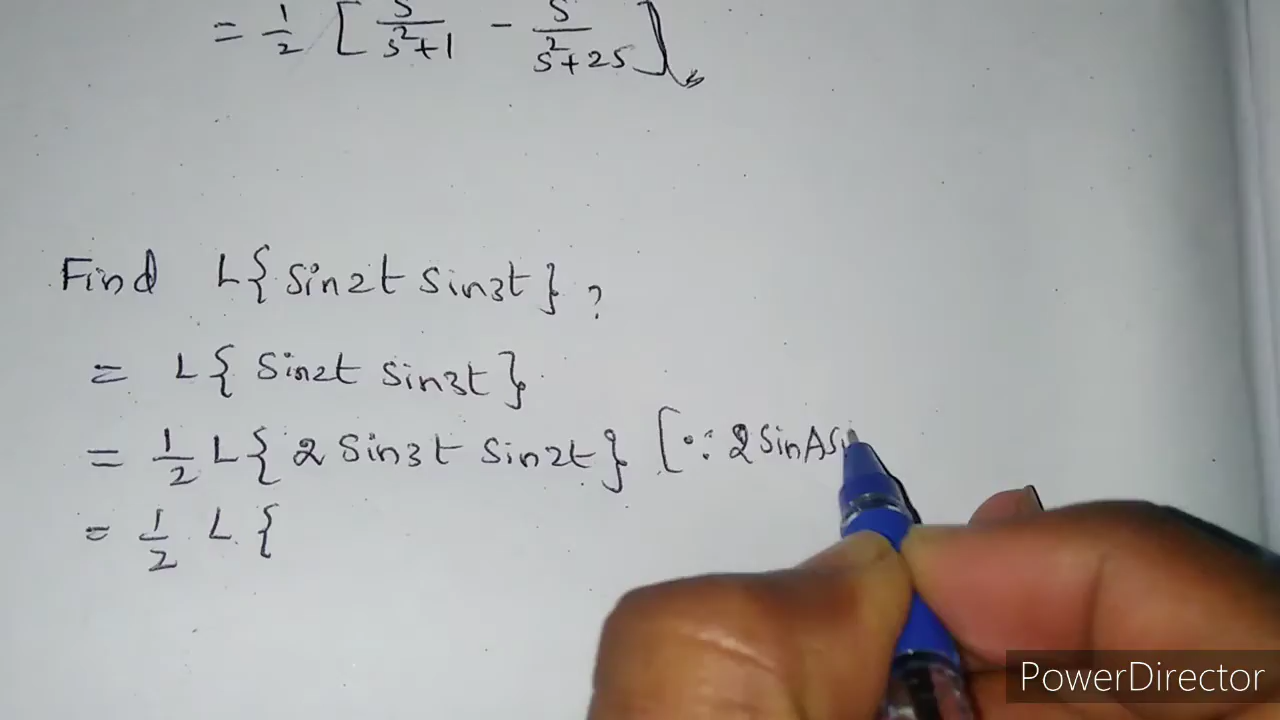 = 1/2 [ s/s²+1 - s/s²+25 ]
Find L{ Sin2t Sin3t } ?
= L{ Sin2t Sin3t }
= 1/2 L{ 2 Sin3t Sin2t } [∵ 2 SinA
= 1/2 L {
PowerDirector